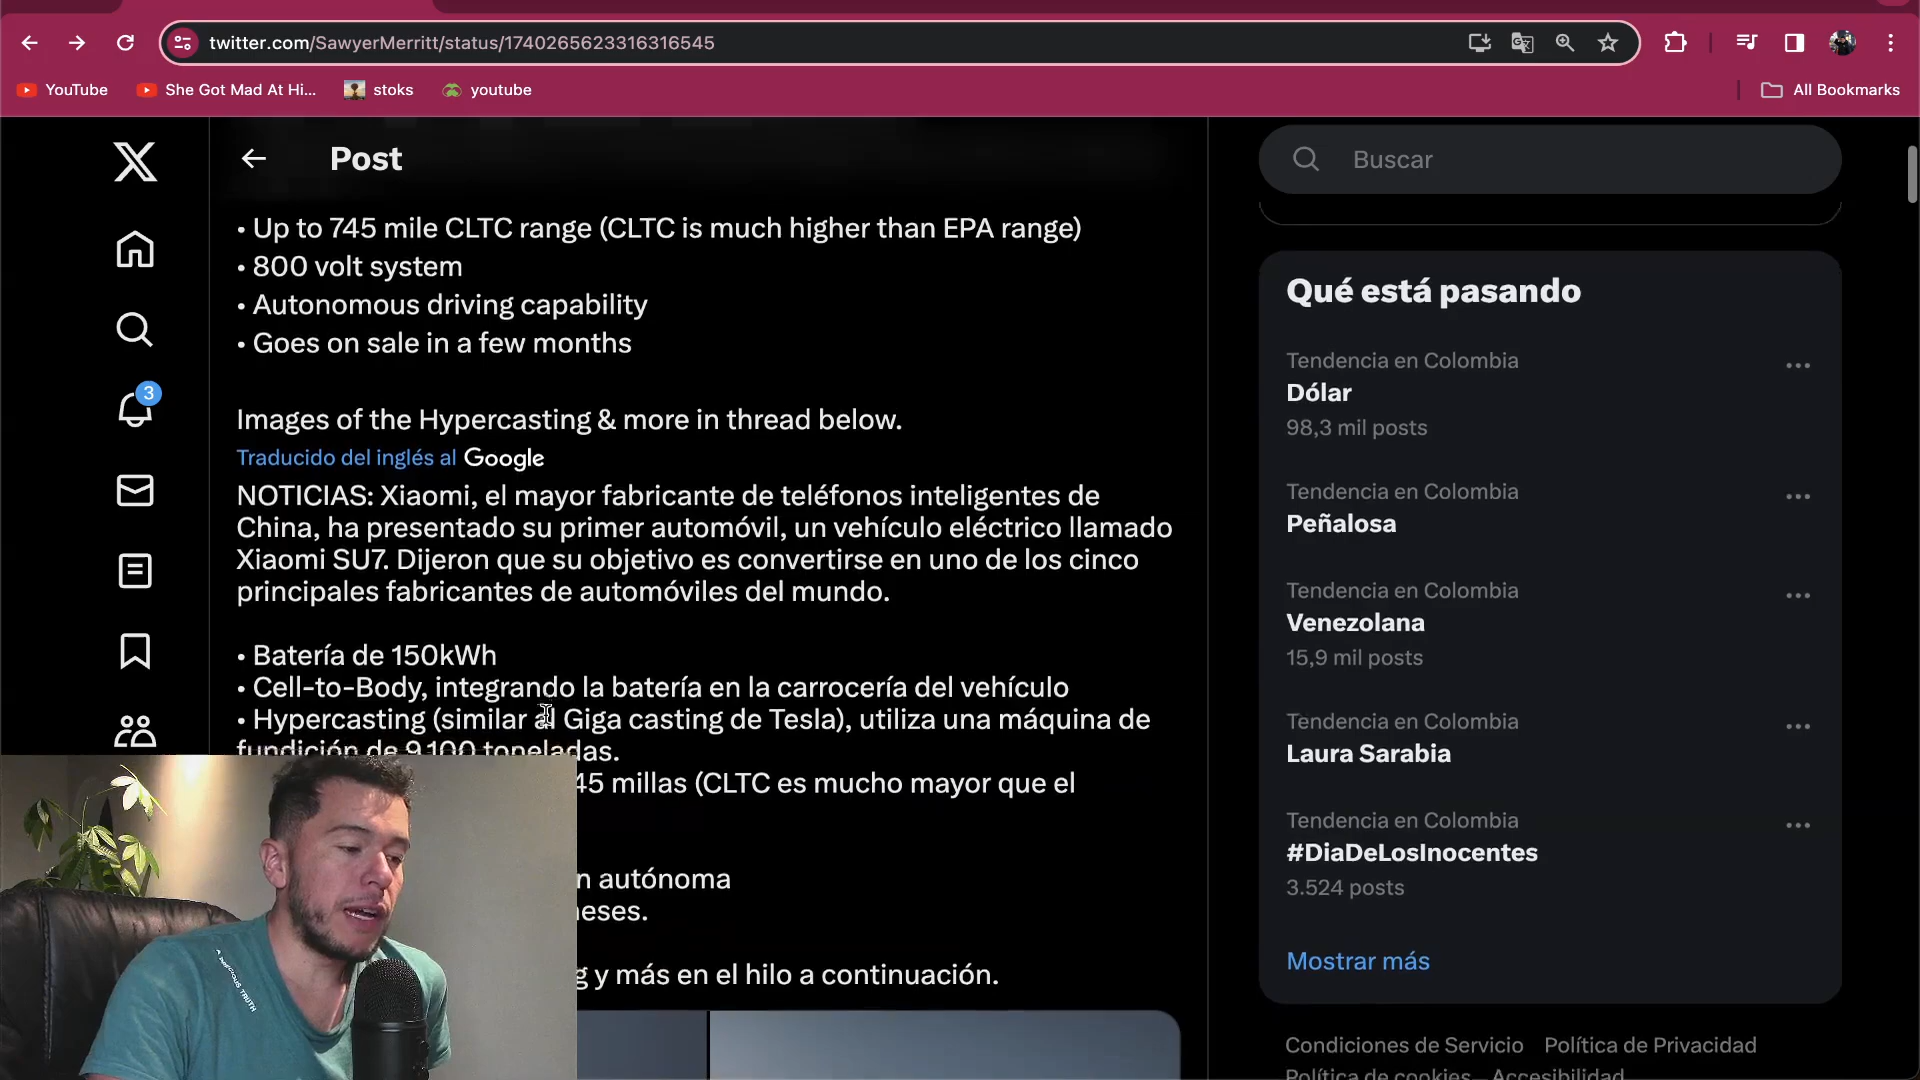 twitter.com/SawyerMerritt/status/1740265623316316545
YouTube
She Got Mad At Hi...
stoks
youtube
All Bookmarks
Post
• Up to 745 mile CLTC range (CLTC is much higher than EPA range)
• 800 volt system
• Autonomous driving capability
• Goes on sale in a few months
Images of the Hypercasting & more in thread below.
Traducido del inglés al Google
NOTICIAS: Xiaomi, el mayor fabricante de teléfonos inteligentes de
China, ha presentado su primer automóvil, un vehículo eléctrico llamado
Xiaomi SU7. Dijeron que su objetivo es convertirse en uno de los cinco
principales fabricantes de automóviles del mundo.
• Batería de 150kWh
• Cell-to-Body, integrando la batería en la carrocería del vehículo
• Hypercasting (similar al Giga casting de Tesla), utiliza una máquina de
fundición de 9.100 toneladas.
45 millas (CLTC es mucho mayor que el
n autónoma
eses.
g y más en el hilo a continuación.
3
Buscar
Qué está pasando
Tendencia en Colombia
Dólar
98,3 mil posts
Tendencia en Colombia
Peñalosa
Tendencia en Colombia
Venezolana
15,9 mil posts
Tendencia en Colombia
Laura Sarabia
Tendencia en Colombia
#DiaDeLosInocentes
3.524 posts
Mostrar más
Condiciones de Servicio Política de Privacidad
Política de cookies Accesibilidad